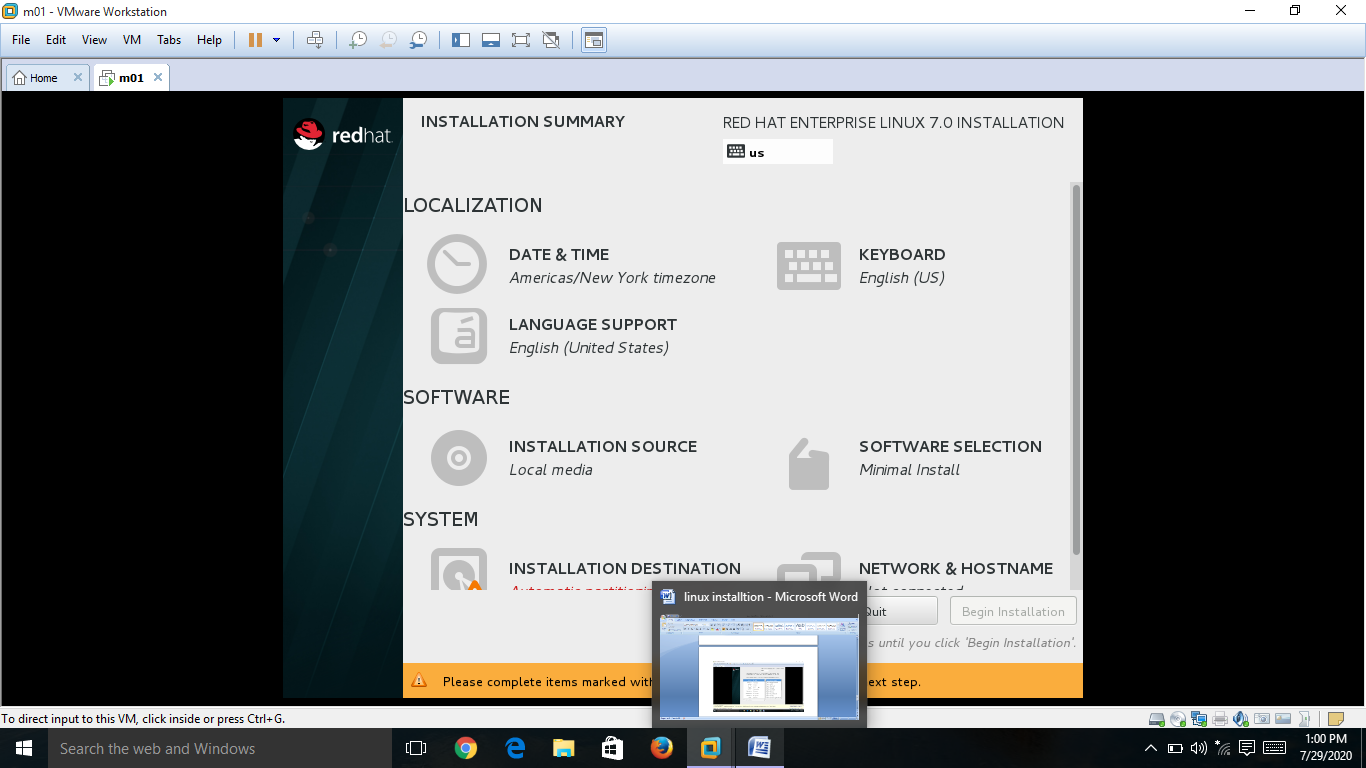 m01 - VMware Workstation
File Edit View VM Tabs Help
Home m01
redhat.
INSTALLATION SUMMARY
RED HAT ENTERPRISE LINUX 7.0 INSTALLATION
us
LOCALIZATION
DATE & TIME
Americas/New York timezone
KEYBOARD
English (US)
LANGUAGE SUPPORT
English (United States)
SOFTWARE
INSTALLATION SOURCE
Local media
SOFTWARE SELECTION
Minimal Install
SYSTEM
INSTALLATION DESTINATION
NETWORK & HOSTNAME
linux installtion - Microsoft Word
Quit Begin Installation
until you click 'Begin Installation'.
Please complete items marked with
step.
To direct input to this VM, click inside or press Ctrl+G.
Search the web and Windows
1:00 PM
7/29/2020